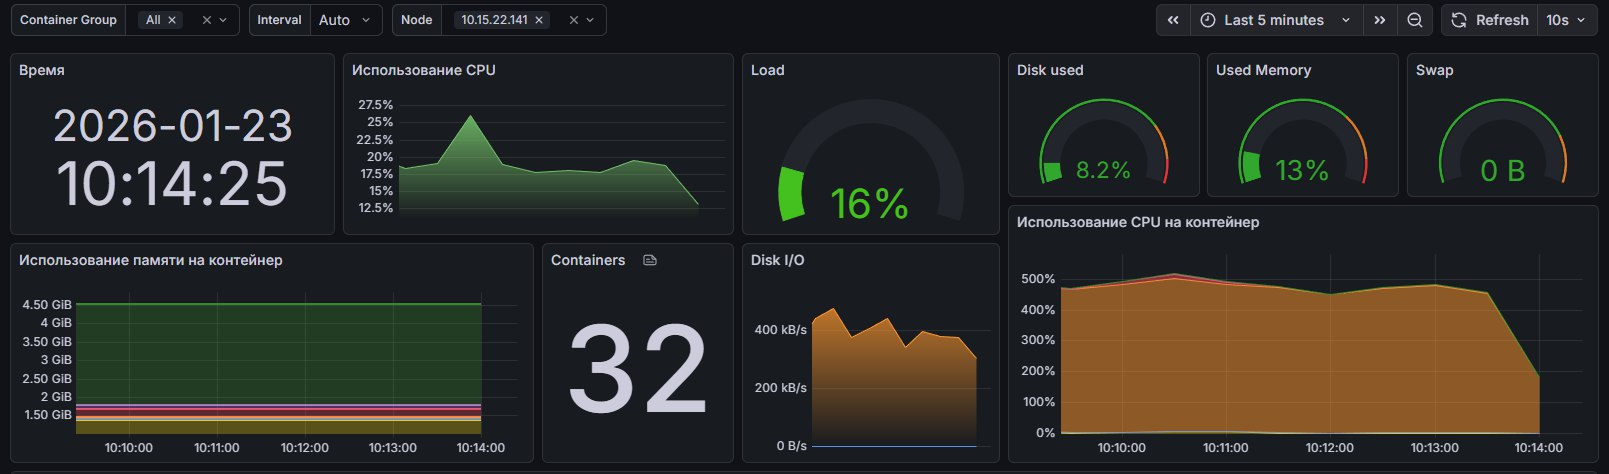 Container Group All × × Interval Auto Node 10.15.22.141 × × Last 5 minutes Refresh 10s
Время
2026-01-23
10:14:25
Использование CPU
27.5%
25%
22.5%
20%
17.5%
15%
12.5%
Load
16%
Disk used
8.2%
Used Memory
13%
Swap
0 B
Использование памяти на контейнер
4.50 GiB
4 GiB
3.50 GiB
3 GiB
2.50 GiB
2 GiB
1.50 GiB
10:10:00 10:11:00 10:12:00 10:13:00 10:14:00
Containers
32
Disk I/O
400 kB/s
200 kB/s
0 B/s
Использование CPU на контейнер
500%
400%
300%
200%
100%
0%
10:10:00 10:11:00 10:12:00 10:13:00 10:14:00